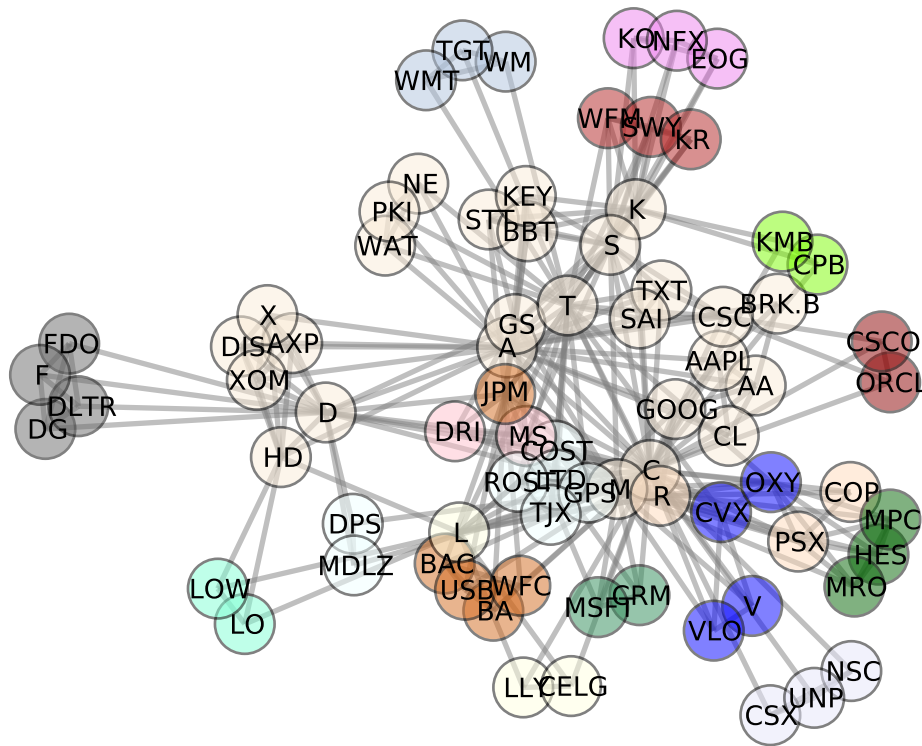 KO
NFX
EOG
TGT
WM
WMT
WFM
SWY
KR
NE
KEY
PKI
STT
K
BBT
WAT
S
KMB
CPB
TXT
BRK.B
T
X
SAI
CSC
GS
FDO
DIS
AXP
A
CSCO
AAPL
F
XOM
AA
ORCL
JPM
DLTR
D
GOOG
DG
DRI
MS
CL
COST
HD
C
ROST
LTD
GPS
M
R
OXY
COP
TJX
CVX
DPS
MPC
L
PSX
HES
BAC
MDLZ
LOW
USB
WFC
MRO
CRM
BA
MSFT
V
LO
VLO
NSC
LLY
CELG
UNP
CSX